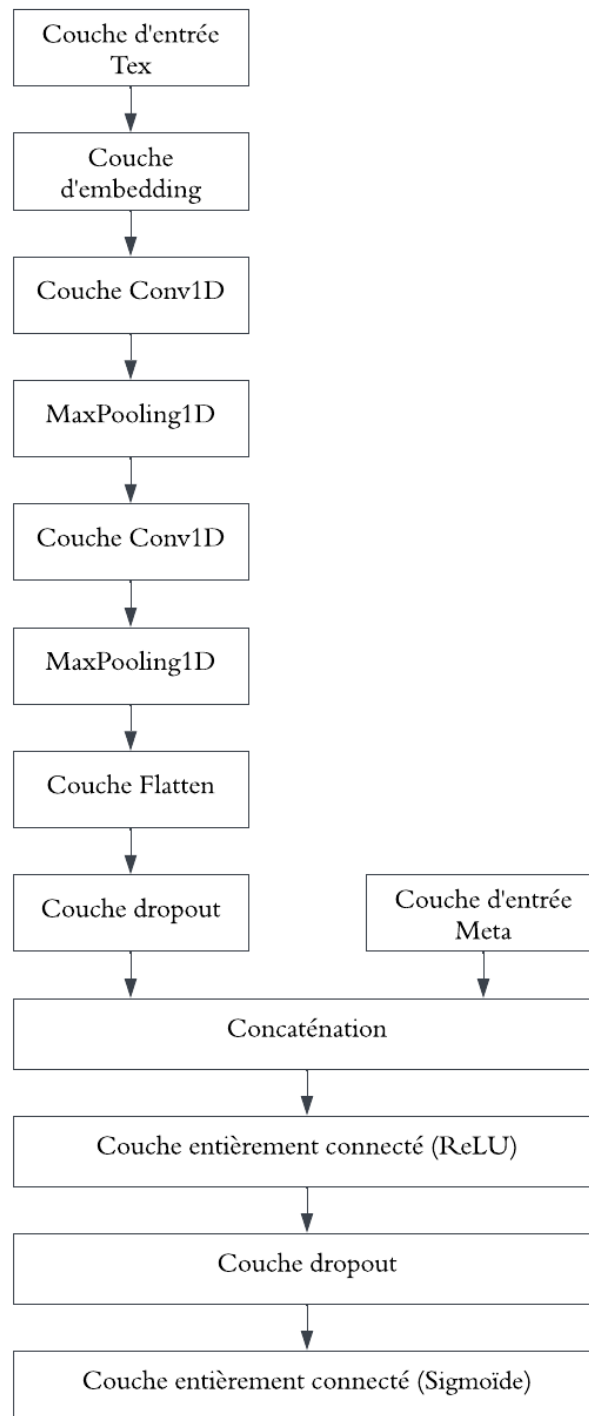 Couche d'entrée
Tex
Couche
d'embedding
Couche Conv1D
MaxPooling1D
Couche Conv1D
MaxPooling1D
Couche Flatten
Couche dropout
Couche d'entrée
Meta
Concaténation
Couche entièrement connecté (ReLU)
Couche dropout
Couche entièrement connecté (Sigmoïde)